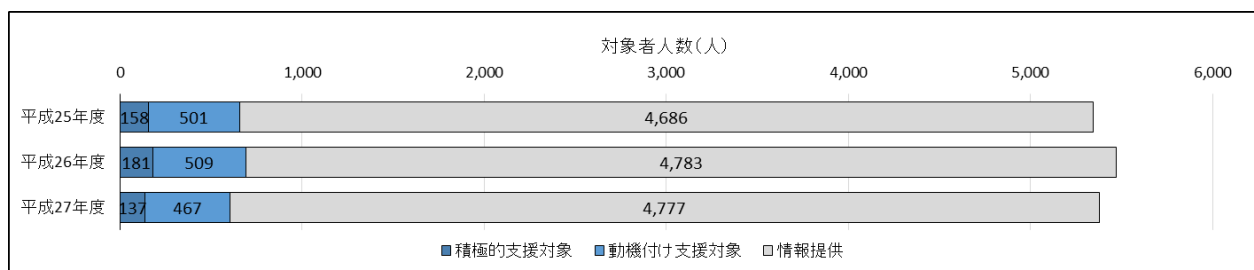 対象者人数(人)
0 1,000 2,000 3,000 4,000 5,000 6,000
平成25年度 158 501 4,686
平成26年度 181 509 4,783
平成27年度 137 467 4,777
積極的支援対象 動機付け支援対象 情報提供